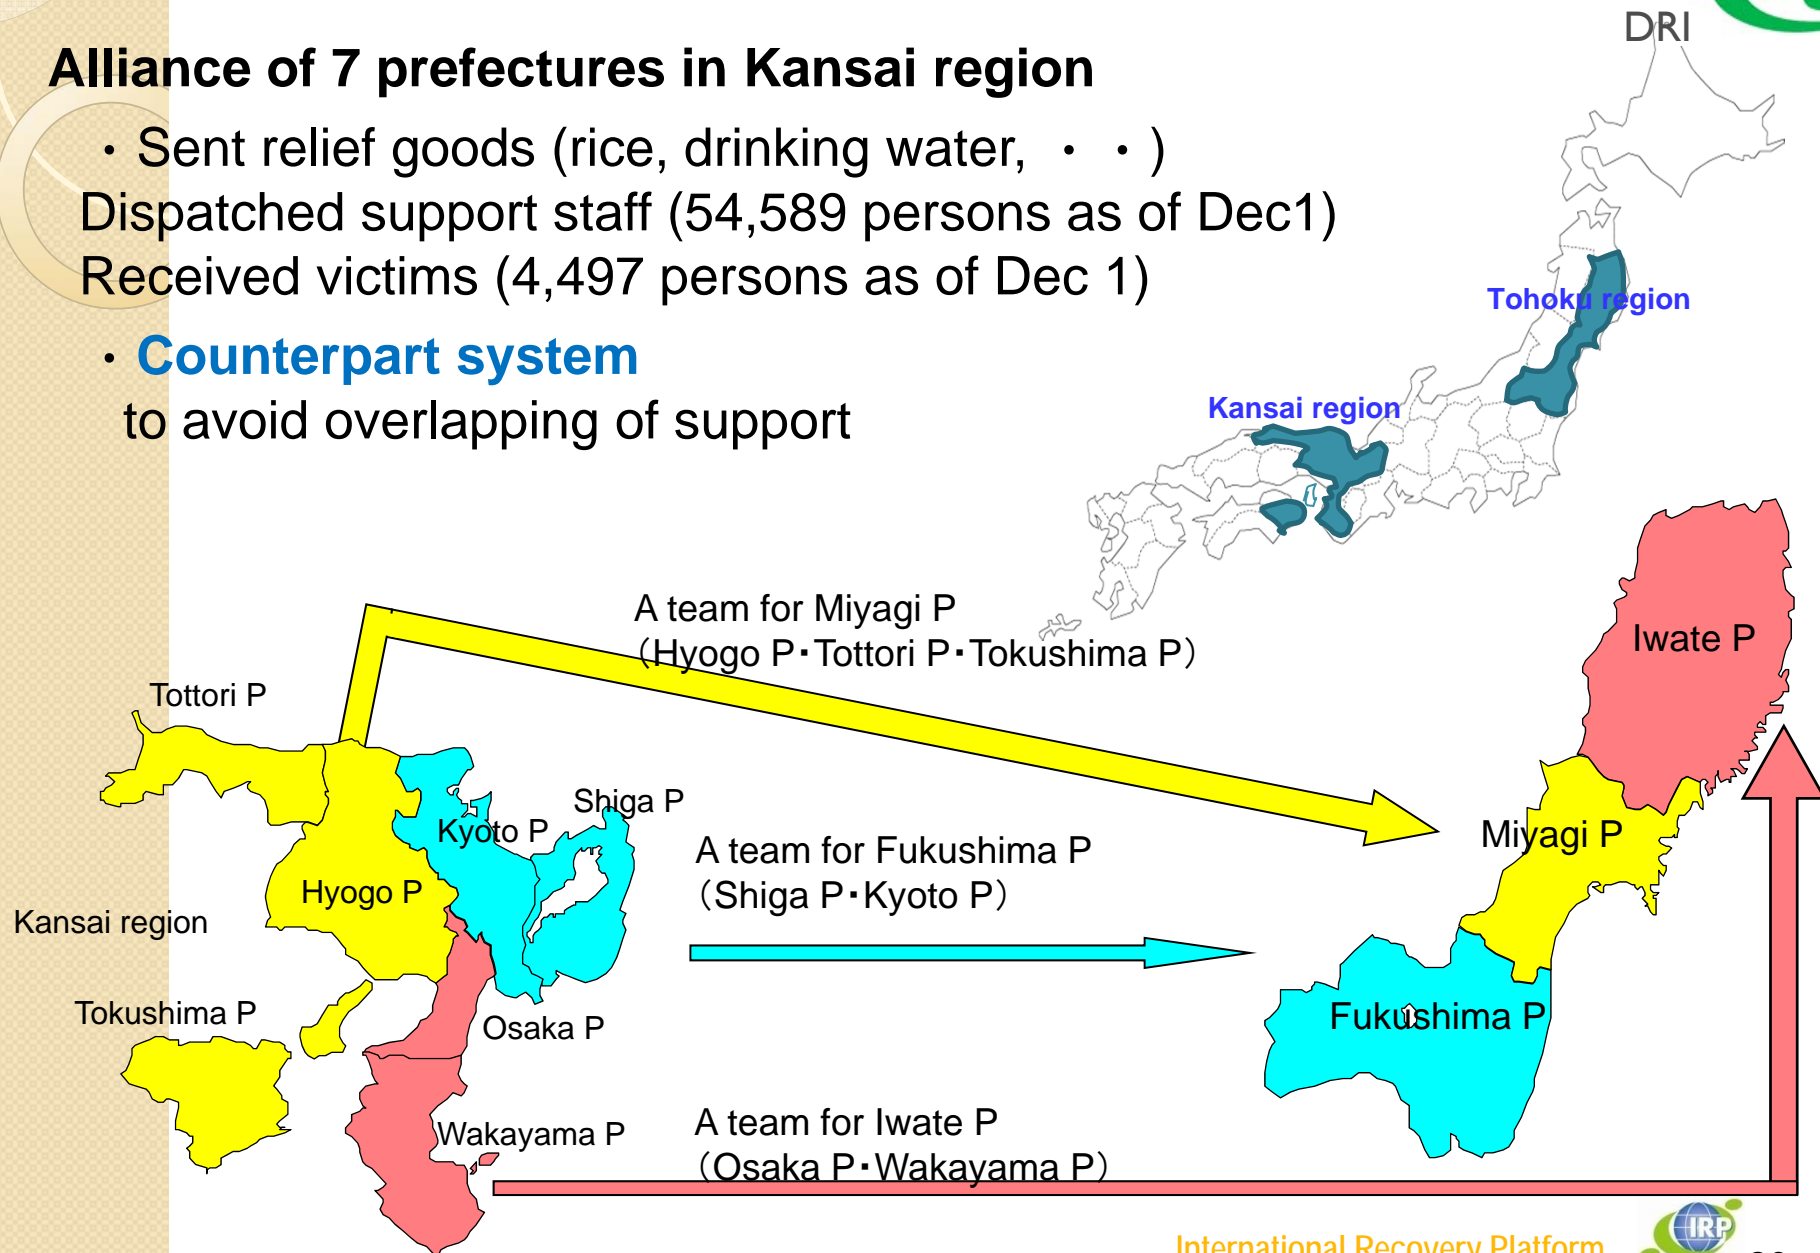 DRI
Alliance of 7 prefectures in Kansai region
・Sent relief goods (rice, drinking water, ・・)
Dispatched support staff (54,589 persons as of Dec1)
Received victims (4,497 persons as of Dec 1)
・Counterpart system
to avoid overlapping of support
Tohoku region
Kansai region
A team for Miyagi P
（Hyogo P・Tottori P・Tokushima P）
Iwate P
Tottori P
Shiga P
Kyoto P
Miyagi P
A team for Fukushima P
（Shiga P・Kyoto P）
Hyogo P
Kansai region
Tokushima P
Osaka P
Fukushima P
Wakayama P
A team for Iwate P
（Osaka P・Wakayama P）
International Recovery Platform
IRP